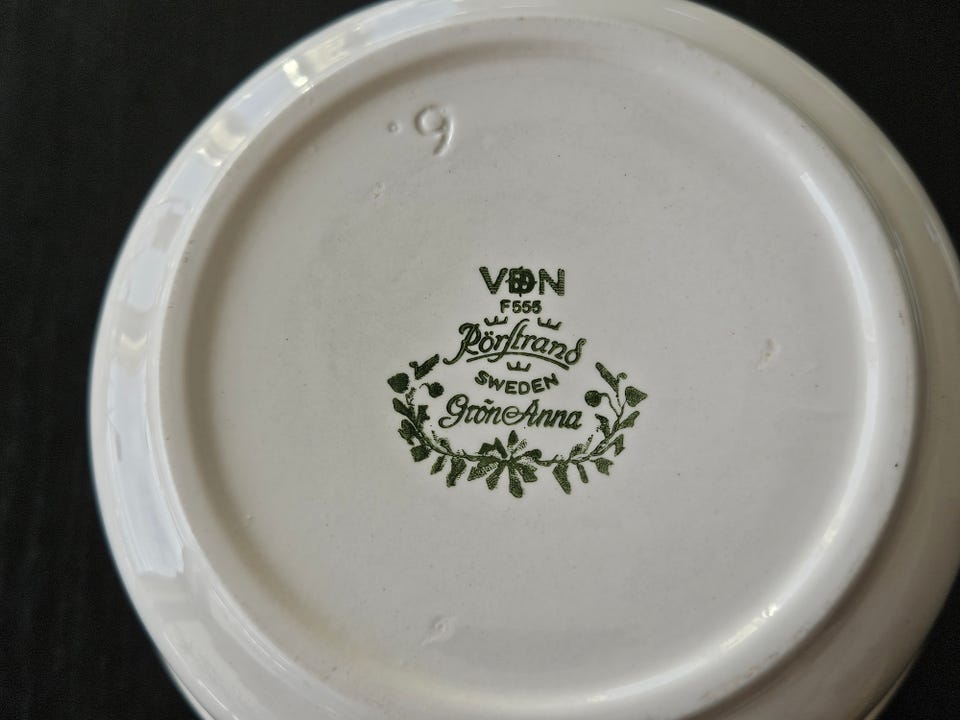 9
VDN
F555
Rörstrand
SWEDEN
Grön Anna